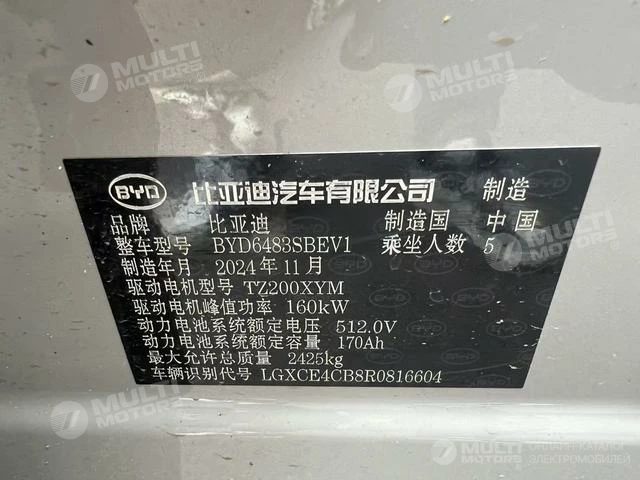 MULTI MOTORS
MULTI MOTORS
BYD 比亚迪汽车有限公司 制造
品牌 比亚迪 制造国 中国
整车型号 BYD6483SBEV1 乘坐人数 5
制造年月 2024年11月
驱动电机型号 TZ200XYM
驱动电机峰值功率 160kW
动力电池系统额定电压 512.0V
动力电池系统额定容量 170Ah
最大允许总质量 2425kg
车辆识别代号 LGXCE4CB8R0816604
MULTI MOTORS
MULTI MOTORS
ОНЛАЙН-КАТАЛОГ
ЭЛЕКТРОМОБИЛЕЙ